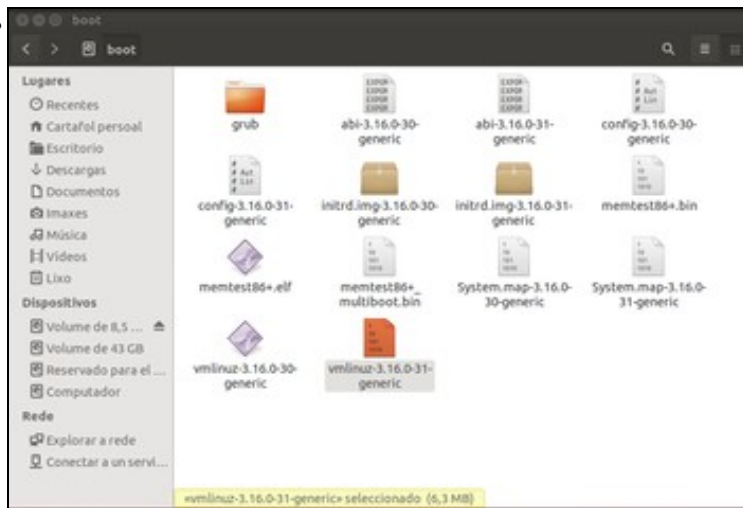 boot
boot
Lugares
Recentes
Cartafol persoal
Escritorio
Descargas
Documentos
Imaxes
Música
Vídeos
Lixo
Dispositivos
Volume de 8,5 ...
Volume de 43 GB
Reservado para el ...
Computador
Rede
Explorar a rede
Conectar a un servi...
grub
abi-3.16.0-30-
generic
abi-3.16.0-31-
generic
config-3.16.0-30-
generic
config-3.16.0-31-
generic
initrd.img-3.16.0-30-
generic
initrd.img-3.16.0-31-
generic
memtest86+.bin
memtest86+.elf
memtest86+_
multiboot.bin
System.map-3.16.0-
30-generic
System.map-3.16.0-
31-generic
vmlinuz-3.16.0-30-
generic
vmlinuz-3.16.0-31-
generic
«vmlinuz-3.16.0-31-generic» seleccionado (6,3 MB)